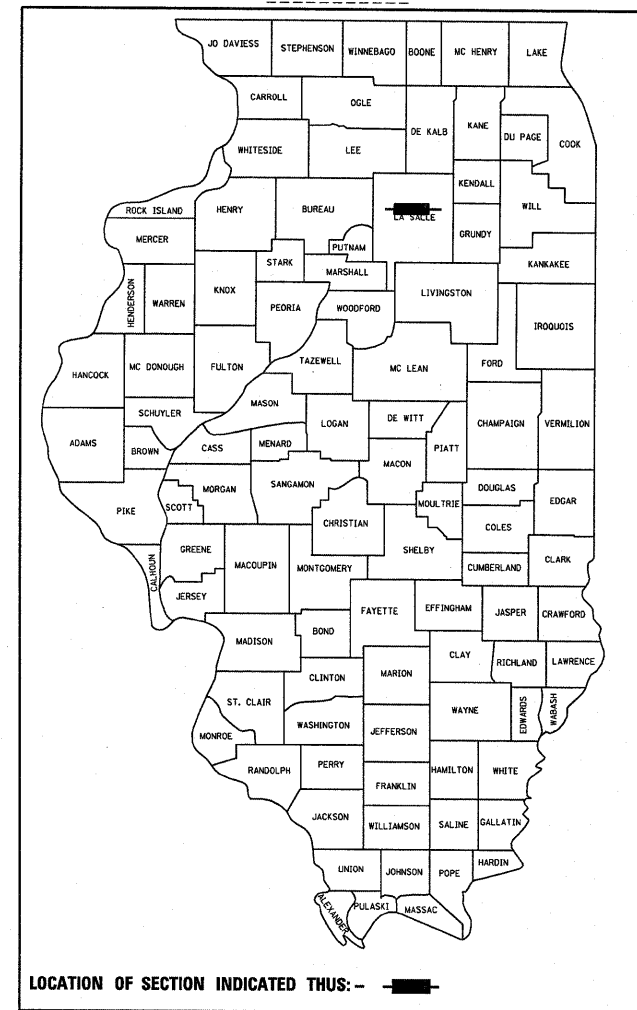 JO DAVIESS STEPHENSON WINNEBAGO BOONE MC HENRY LAKE
CARROLL OGLE DE KALB KANE DU PAGE COOK
WHITESIDE LEE
KENDALL WILL
ROCK ISLAND HENRY BUREAU LA SALLE GRUNDY
MERCER PUTNAM
STARK MARSHALL KANKAKEE
HENDERSON WARREN KNOX PEORIA WOODFORD LIVINGSTON IROQUOIS
HANCOCK MC DONOUGH FULTON TAZEWELL MC LEAN FORD
MASON
SCHUYLER LOGAN DE WITT CHAMPAIGN VERMILION
ADAMS BROWN CASS MENARD MACON PIATT
MORGAN SANGAMON DOUGLAS EDGAR
PIKE SCOTT CHRISTIAN MOULTRIE COLES
GREENE MACOUPIN MONTGOMERY SHELBY CUMBERLAND CLARK
CALHOUN JERSEY
FAYETTE EFFINGHAM JASPER CRAWFORD
MADISON BOND
CLAY RICHLAND LAWRENCE
CLINTON MARION
ST. CLAIR WASHINGTON WAYNE EDWARDS WABASH
MONROE JEFFERSON
RANDOLPH PERRY HAMILTON WHITE
FRANKLIN
JACKSON WILLIAMSON SALINE GALLATIN
UNION JOHNSON POPE HARDIN
ALEXANDER PULASKI MASSAC
LOCATION OF SECTION INDICATED THUS: -